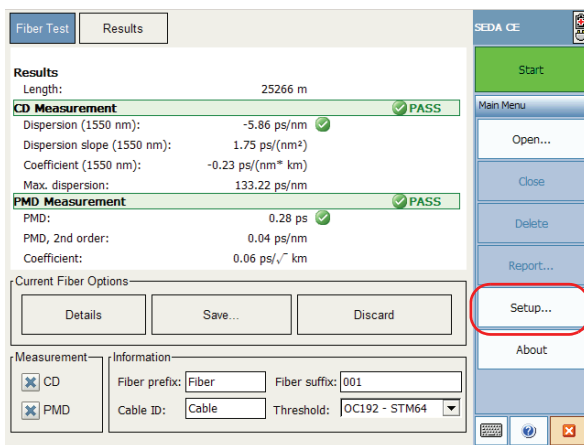 Fiber Test
Results
SEDA CE
Start
Main Menu
Open...
Close
Delete
Report...
Setup...
About
Results
Length: 25266 m
CD Measurement PASS
Dispersion (1550 nm): -5.86 ps/nm
Dispersion slope (1550 nm): 1.75 ps/(nm²)
Coefficient (1550 nm): -0.23 ps/(nm* km)
Max. dispersion: 133.22 ps/nm
PMD Measurement PASS
PMD: 0.28 ps
PMD, 2nd order: 0.04 ps/nm
Coefficient: 0.06 ps/√ km
Current Fiber Options
Details
Save...
Discard
Measurement
CD
PMD
Information
Fiber prefix: Fiber Fiber suffix: 001
Cable ID: Cable Threshold: OC192 - STM64